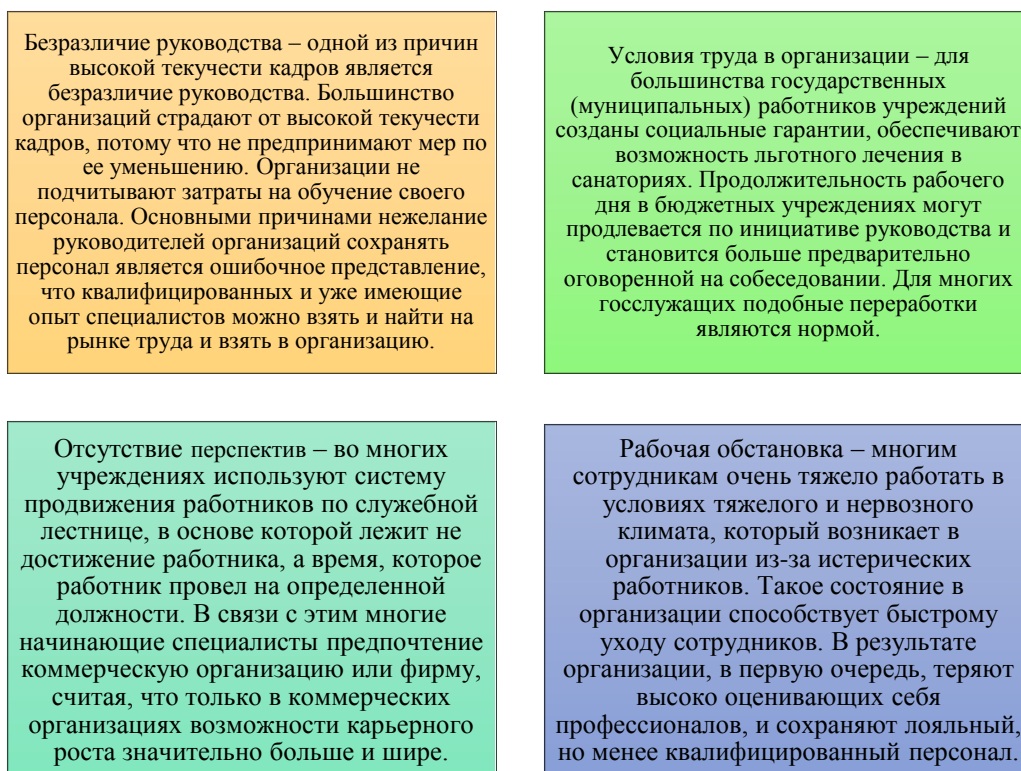 Безразличие руководства – одной из причин
высокой текучести кадров является
безразличие руководства. Большинство
организаций страдают от высокой текучести
кадров, потому что не предпринимают мер по
ее уменьшению. Организации не
подчитывают затраты на обучение своего
персонала. Основными причинами нежелание
руководителей организаций сохранять
персонал является ошибочное представление,
что квалифицированных и уже имеющие
опыт специалистов можно взять и найти на
рынке труда и взять в организацию.
Условия труда в организации – для
большинства государственных
(муниципальных) работников учреждений
созданы социальные гарантии, обеспечивают
возможность льготного лечения в
санаториях. Продолжительность рабочего
дня в бюджетных учреждениях могут
продлевается по инициативе руководства и
становится больше предварительно
оговоренной на собеседовании. Для многих
госслужащих подобные переработки
являются нормой.
Отсутствие перспектив – во многих
учреждениях используют систему
продвижения работников по служебной
лестнице, в основе которой лежит не
достижение работника, а время, которое
работник провел на определенной
должности. В связи с этим многие
начинающие специалисты предпочтение
коммерческую организацию или фирму,
считая, что только в коммерческих
организациях возможности карьерного
роста значительно больше и шире.
Рабочая обстановка – многим
сотрудникам очень тяжело работать в
условиях тяжелого и нервозного
климата, который возникает в
организации из-за истерических
работников. Такое состояние в
организации способствует быстрому
уходу сотрудников. В результате
организации, в первую очередь, теряют
высоко оценивающих себя
профессионалов, и сохраняют лояльный,
но менее квалифицированный персонал.